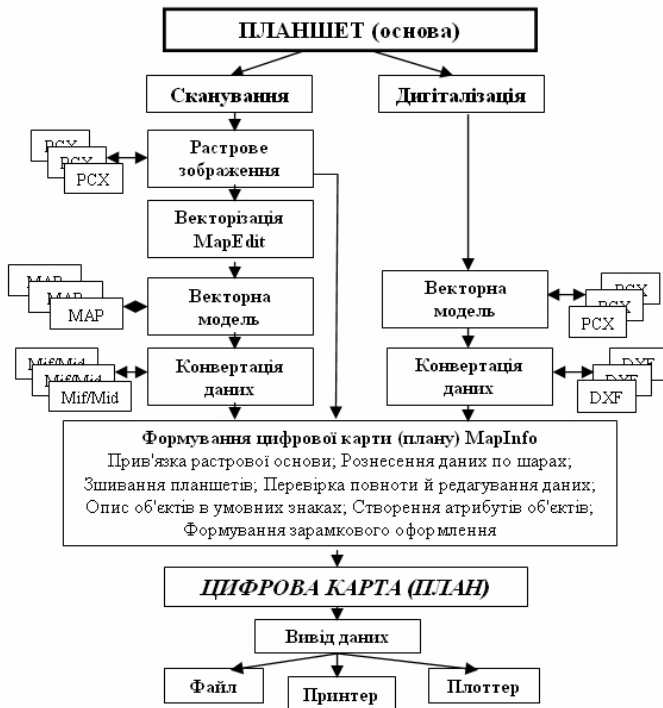 ПЛАНШЕТ (основа)
Сканування
Дигіталізація
PCX
PCX
PCX
Растрове
зображення
Векторізація
MapEdit
MAP
MAP
MAP
Векторна
модель
Векторна
модель
PCX
PCX
PCX
Mif/Mid
Mif/Mid
Mif/Mid
Конвертація
даних
Конвертація
даних
DXF
DXF
DXF
Формування цифрової карти (плану) MapInfo
Прив'язка растрової основи; Рознесення даних по шарах;
Зшивання планшетів; Перевірка повноти й редагування даних;
Опис об'єктів в умовних знаках; Створення атрибутів об'єктів;
Формування зарамкового оформлення
ЦИФРОВА КАРТА (ПЛАН)
Вивід даних
Файл
Принтер
Плоттер